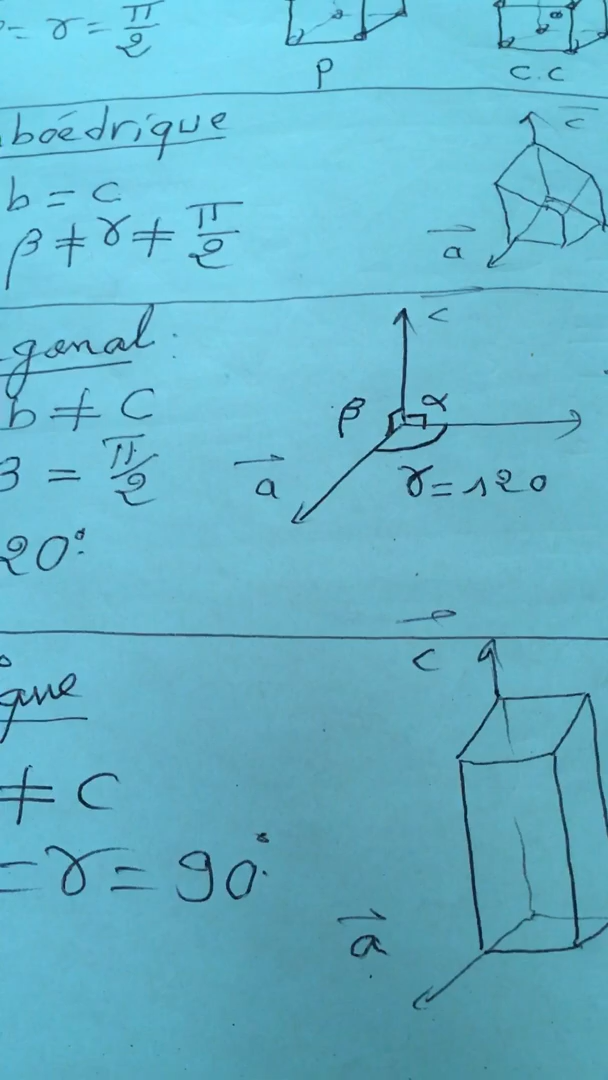 = γ = π/2
P
C.C
boédrique
c
b = c
β ≠ γ ≠ π/2
a
gonal:
c
b ≠ C
β
α
β = π/2
a
γ = 120
20°
c
que
≠ C
= γ = 90°
a